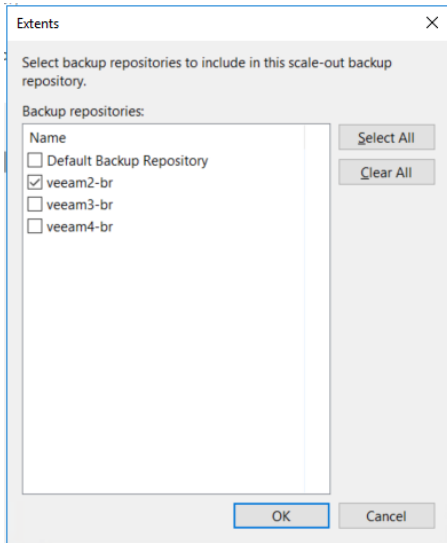 Extents
Select backup repositories to include in this scale-out backup
repository.
Backup repositories:
Name
Default Backup Repository
veeam2-br
veeam3-br
veeam4-br
Select All
Clear All
OK
Cancel